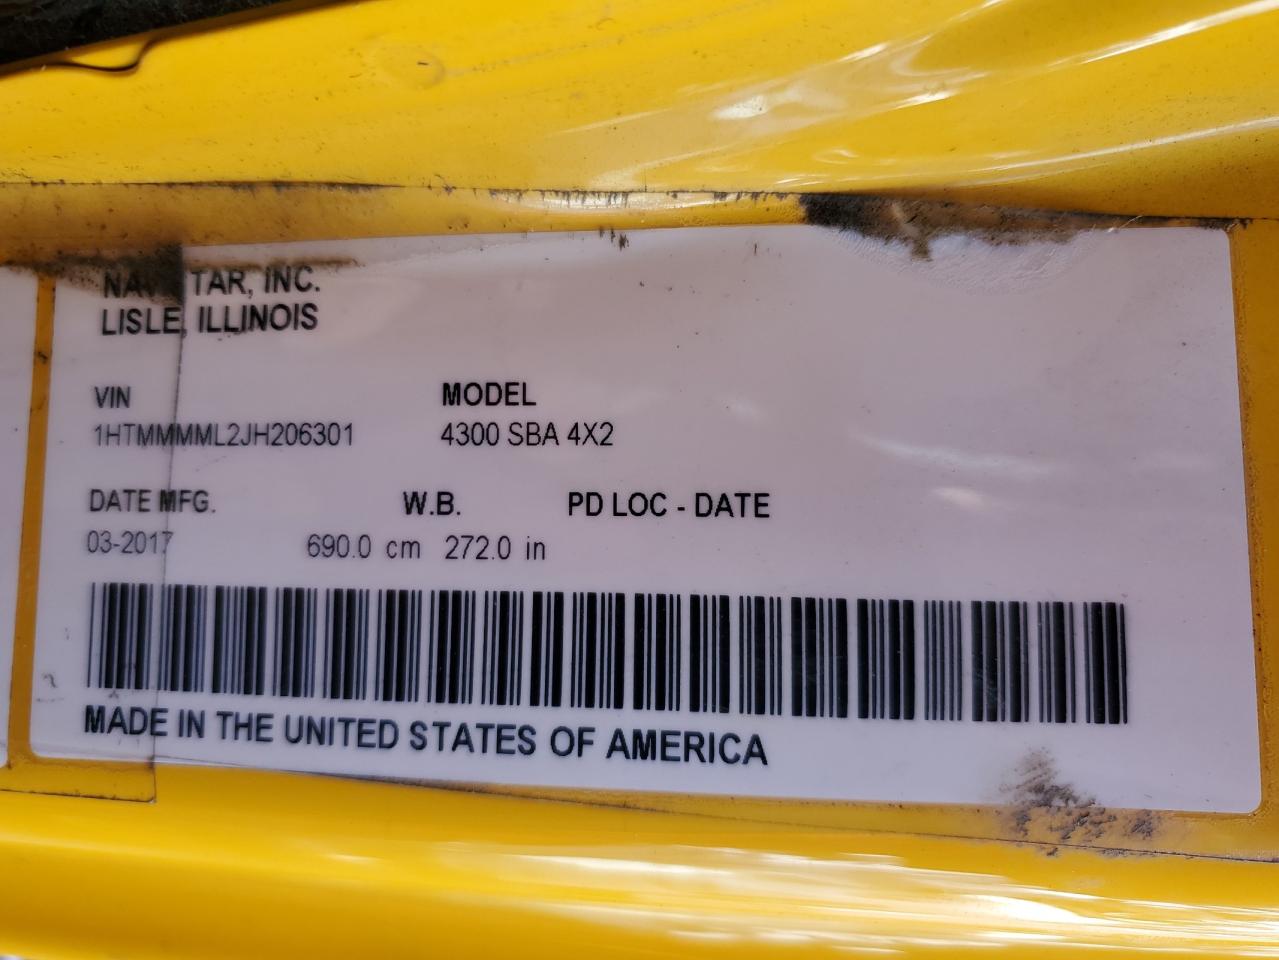 TAR, INC.
LISLE, ILLINOIS
VIN MODEL
1HTMMMML2JH206301 4300 SBA 4X2
DATE MFG. W.B. PD LOC - DATE
03-2017 690.0 cm 272.0 in
MADE IN THE UNITED STATES OF AMERICA